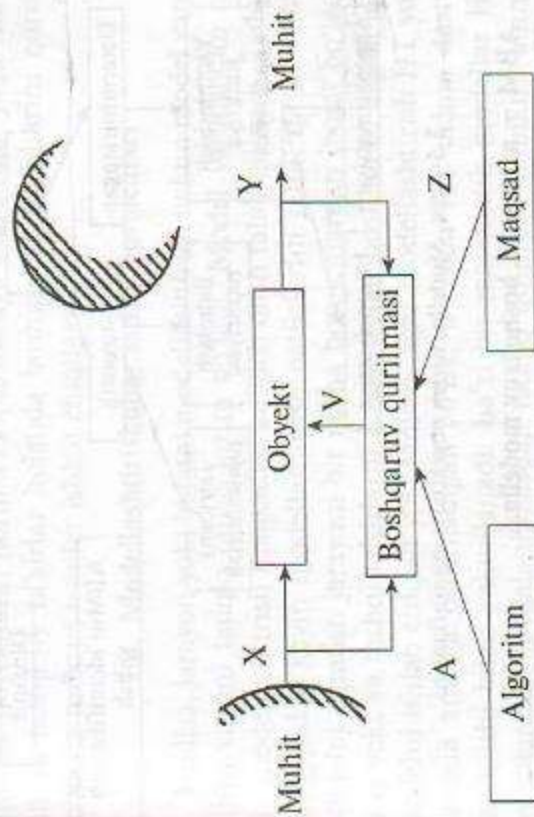 Muhit
X
Obyekt
Y
Muhit
V
Boshqaruv qurilmasi
A
Z
Algoritm
Maqsad